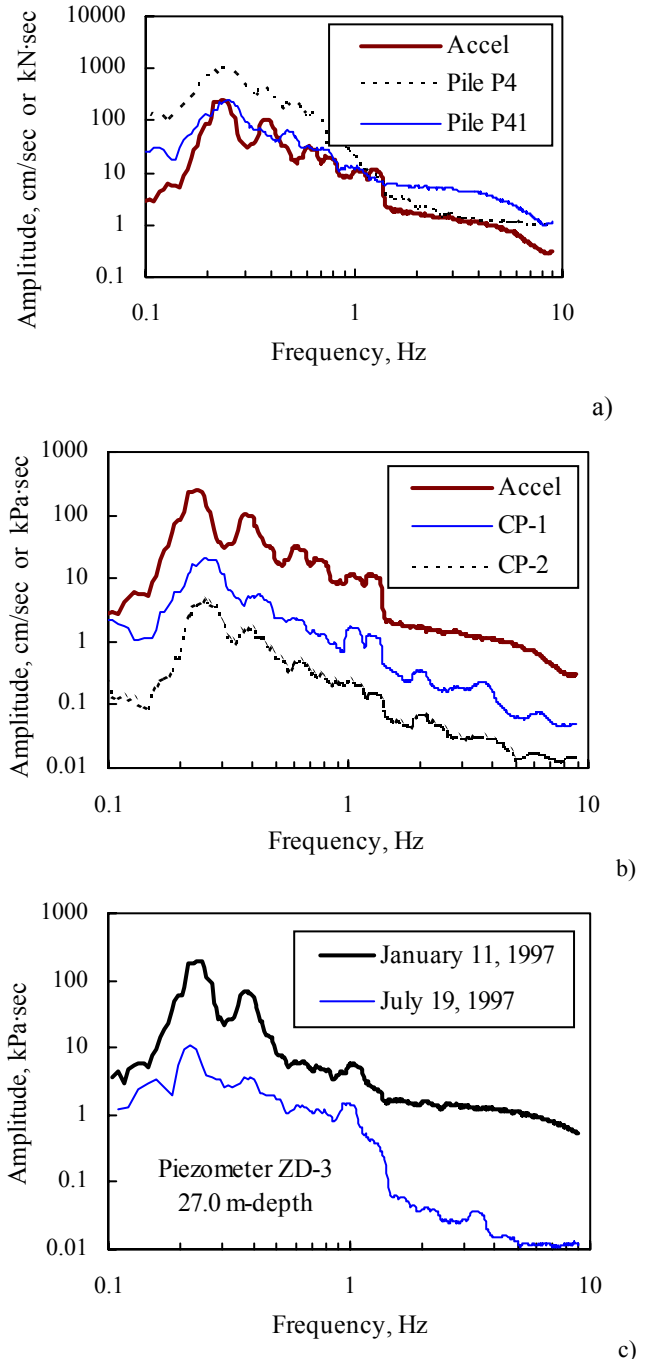 10000
1000
100
10
1
0.1
Amplitude, cm/sec or kN·sec
Accel
Pile P4
Pile P41
0.1 1 10
Frequency, Hz
a)
1000
100
10
1
0.1
0.01
Amplitude, cm/sec or kPa·sec
Accel
CP-1
CP-2
0.1 1 10
Frequency, Hz
b)
1000
100
10
1
0.1
0.01
Amplitude, kPa·sec
January 11, 1997
July 19, 1997
Piezometer ZD-3
27.0 m-depth
0.1 1 10
Frequency, Hz
c)